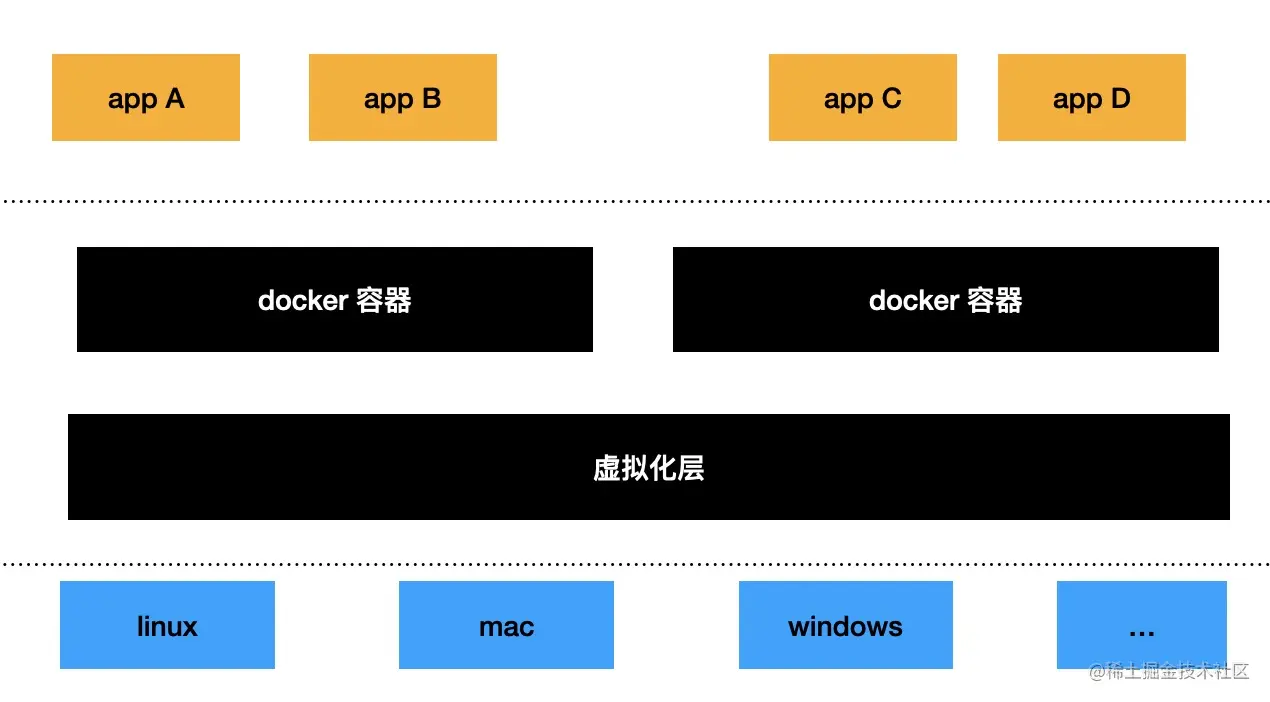 app A
app B
app C
app D
docker 容器
docker 容器
虚拟化层
linux
mac
windows
...
@稀土掘金技术社区